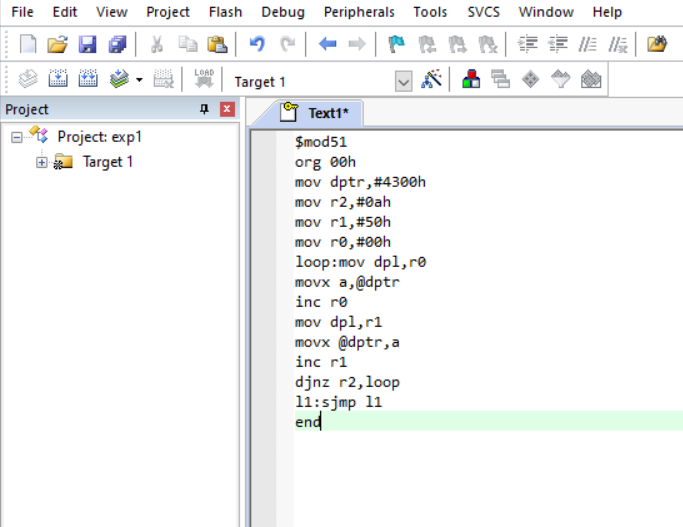 File Edit View Project Flash Debug Peripherals Tools SVCS Window Help
LOAD Target 1
Project
Text1*
Project: exp1
Target 1
$mod51
org 00h
mov dptr,#4300h
mov r2,#0ah
mov r1,#50h
mov r0,#00h
loop:mov dpl,r0
movx a,@dptr
inc r0
mov dpl,r1
movx @dptr,a
inc r1
djnz r2,loop
l1:sjmp l1
end